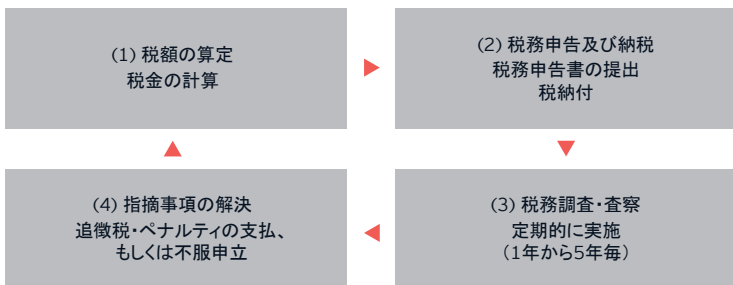 (1) 税額の算定
税金の計算
(2) 税務申告及び納税
税務申告書の提出
税納付
(3) 税務調査・査察
定期的に実施
(1年から5年毎)
(4) 指摘事項の解決
追徴税・ペナルティの支払、
もしくは不服申立